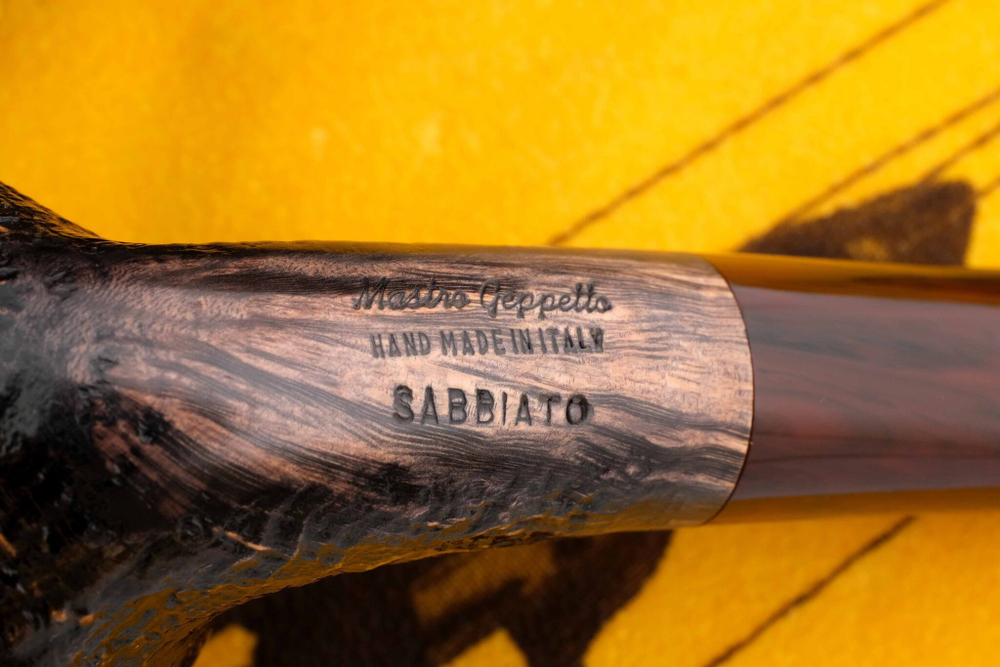 Mastro Geppetto
HAND MADE IN ITALY
SABBIATO